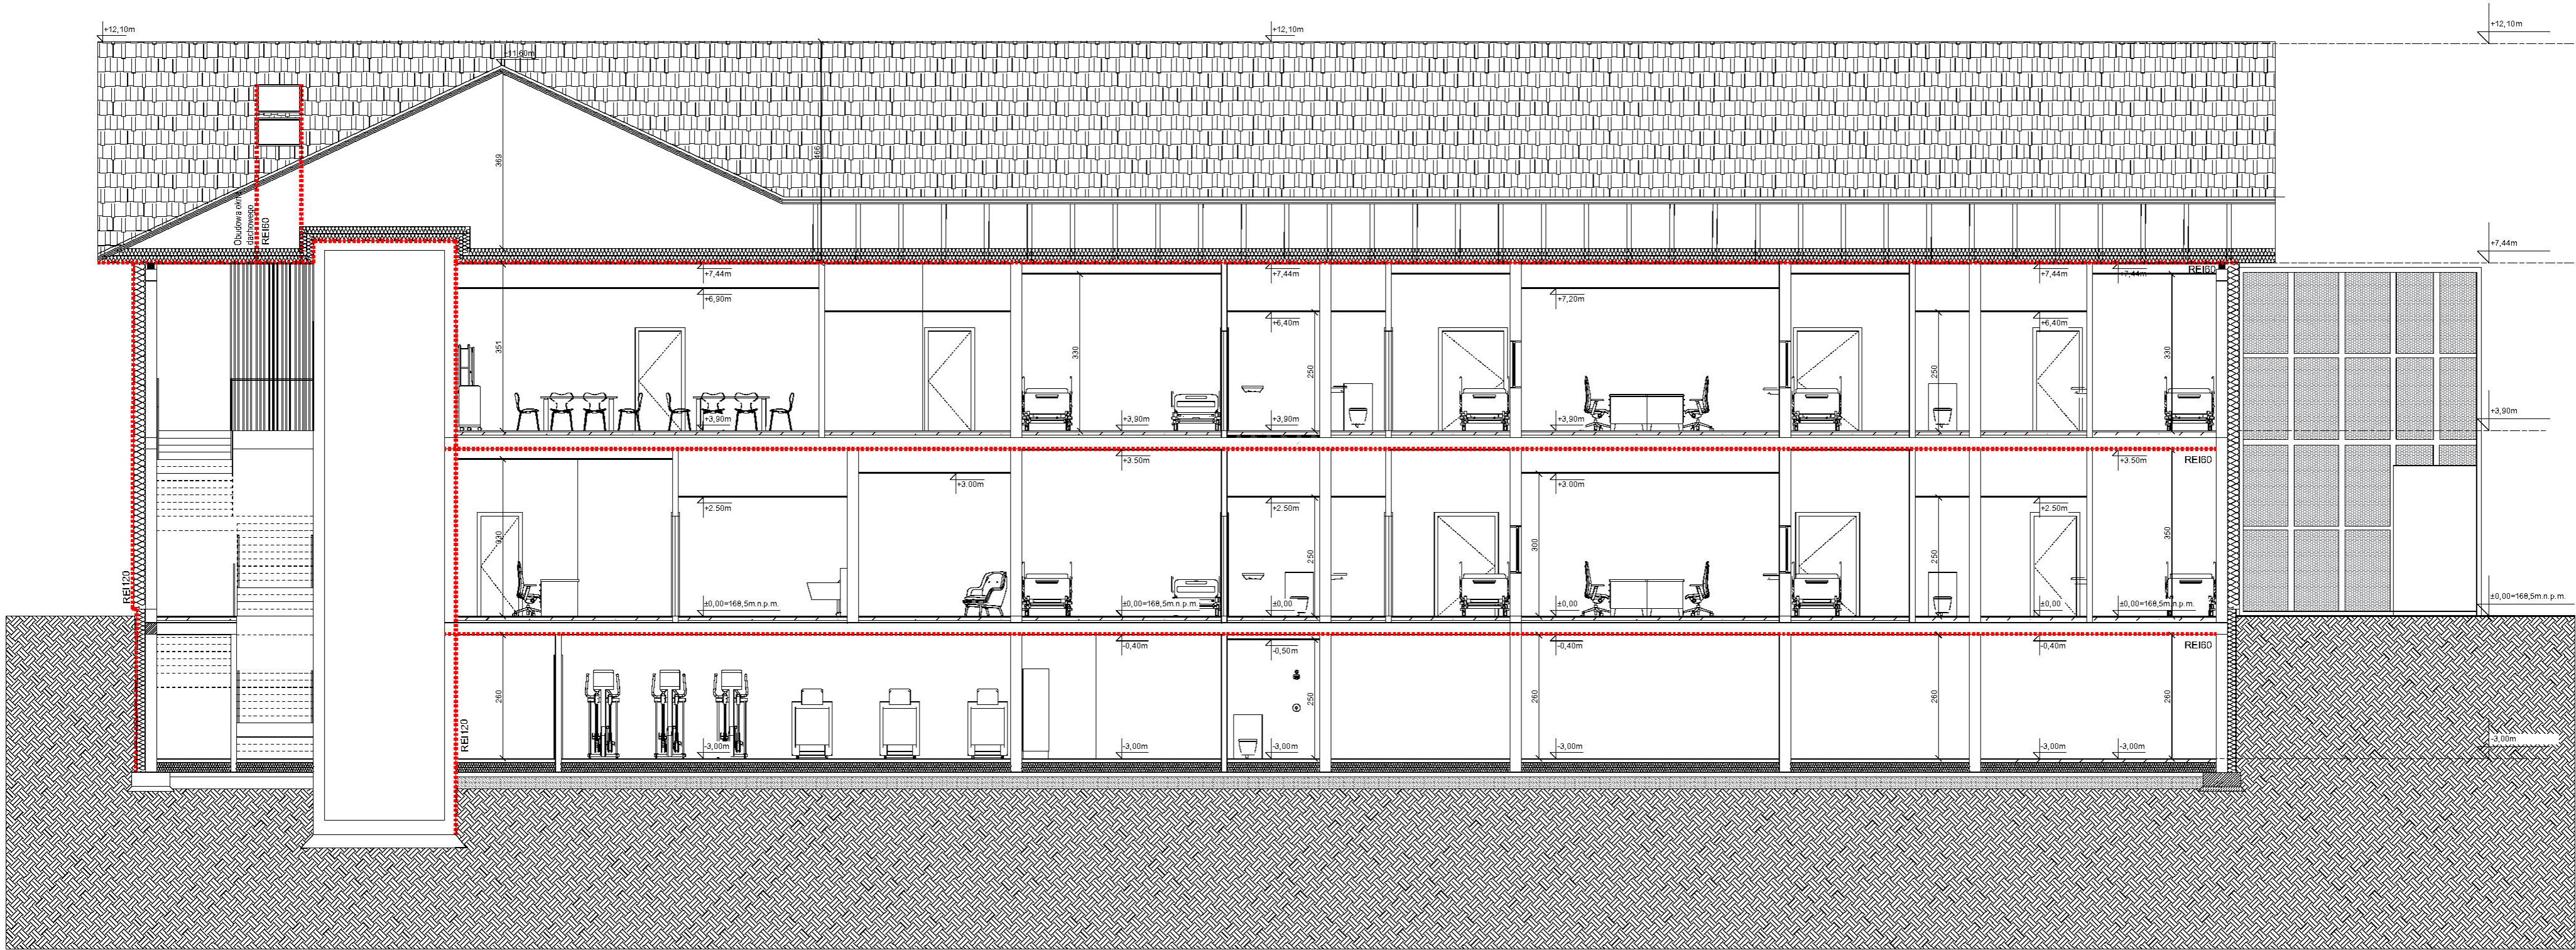 +12,10m
+12,10m
+12,10m
+11,60m
369
466
Obudowa okna
dachowego
REI60
+7,44m
+7,44m
+7,44m
+7,44m
+7,44m
REI60
+6,90m
+7,20m
+6,40m
+6,40m
351
330
250
250
330
+3,90m
+3,90m
+3,90m
+3,90m
+3,90m
+3.50m
+3.50m
REI60
+3.00m
+3.00m
+2.50m
+2.50m
+2.50m
330
250
300
250
350
REI120
±0,00=168,5m.n.p.m.
±0,00=168,5m.n.p.m.
±0,00
±0,00
±0,00
±0,00=168,5m.n.p.m.
±0,00=168,5m.n.p.m.
-0,40m
-0,50m
-0,40m
-0,40m
REI60
260
250
260
260
260
REI120
-3,00m
-3,00m
-3,00m
-3,00m
-3,00m
-3,00m
-3,00m